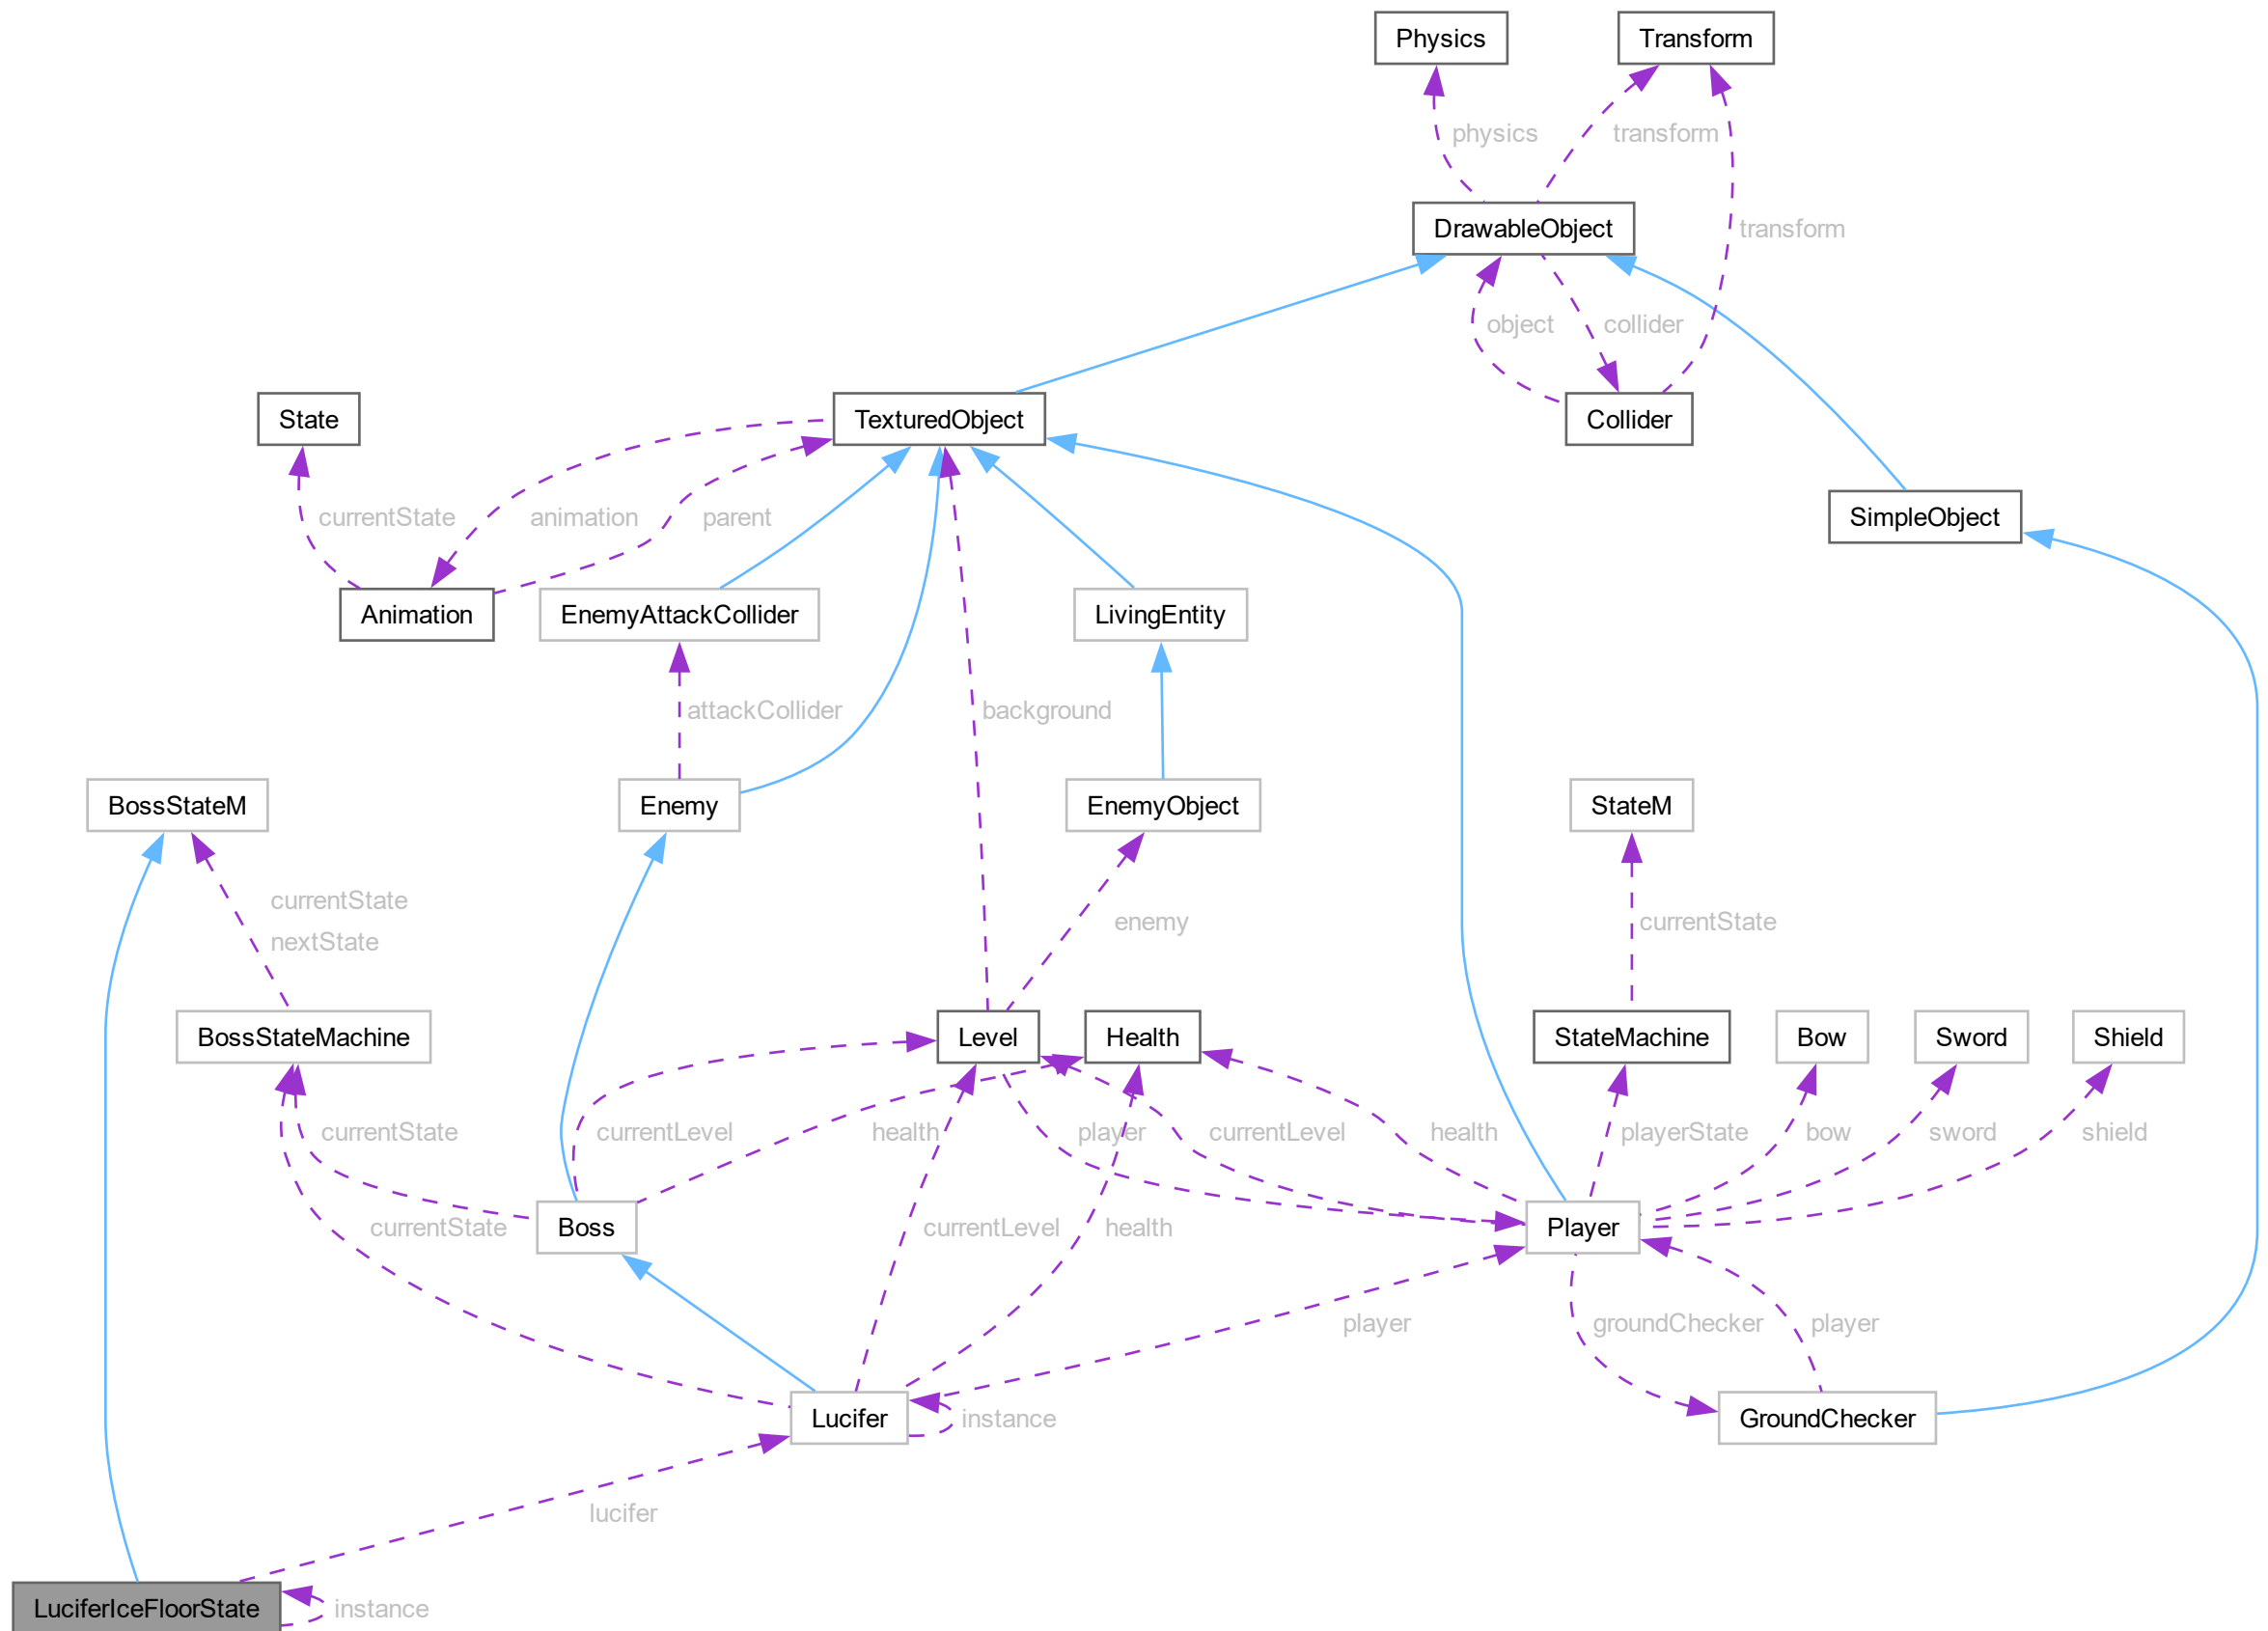 Physics
Transform
physics
transform
DrawableObject
transform
object
collider
State
TexturedObject
Collider
currentState
animation
parent
SimpleObject
Animation
EnemyAttackCollider
LivingEntity
attackCollider
background
BossStateM
Enemy
EnemyObject
StateM
currentState
nextState
enemy
currentState
BossStateMachine
Level
Health
StateMachine
Bow
Sword
Shield
currentState
currentLevel
health
player
currentLevel
health
playerState
bow
sword
shield
currentState
Boss
currentLevel
health
Player
player
groundChecker
player
Lucifer
instance
GroundChecker
lucifer
LuciferIceFloorState
instance